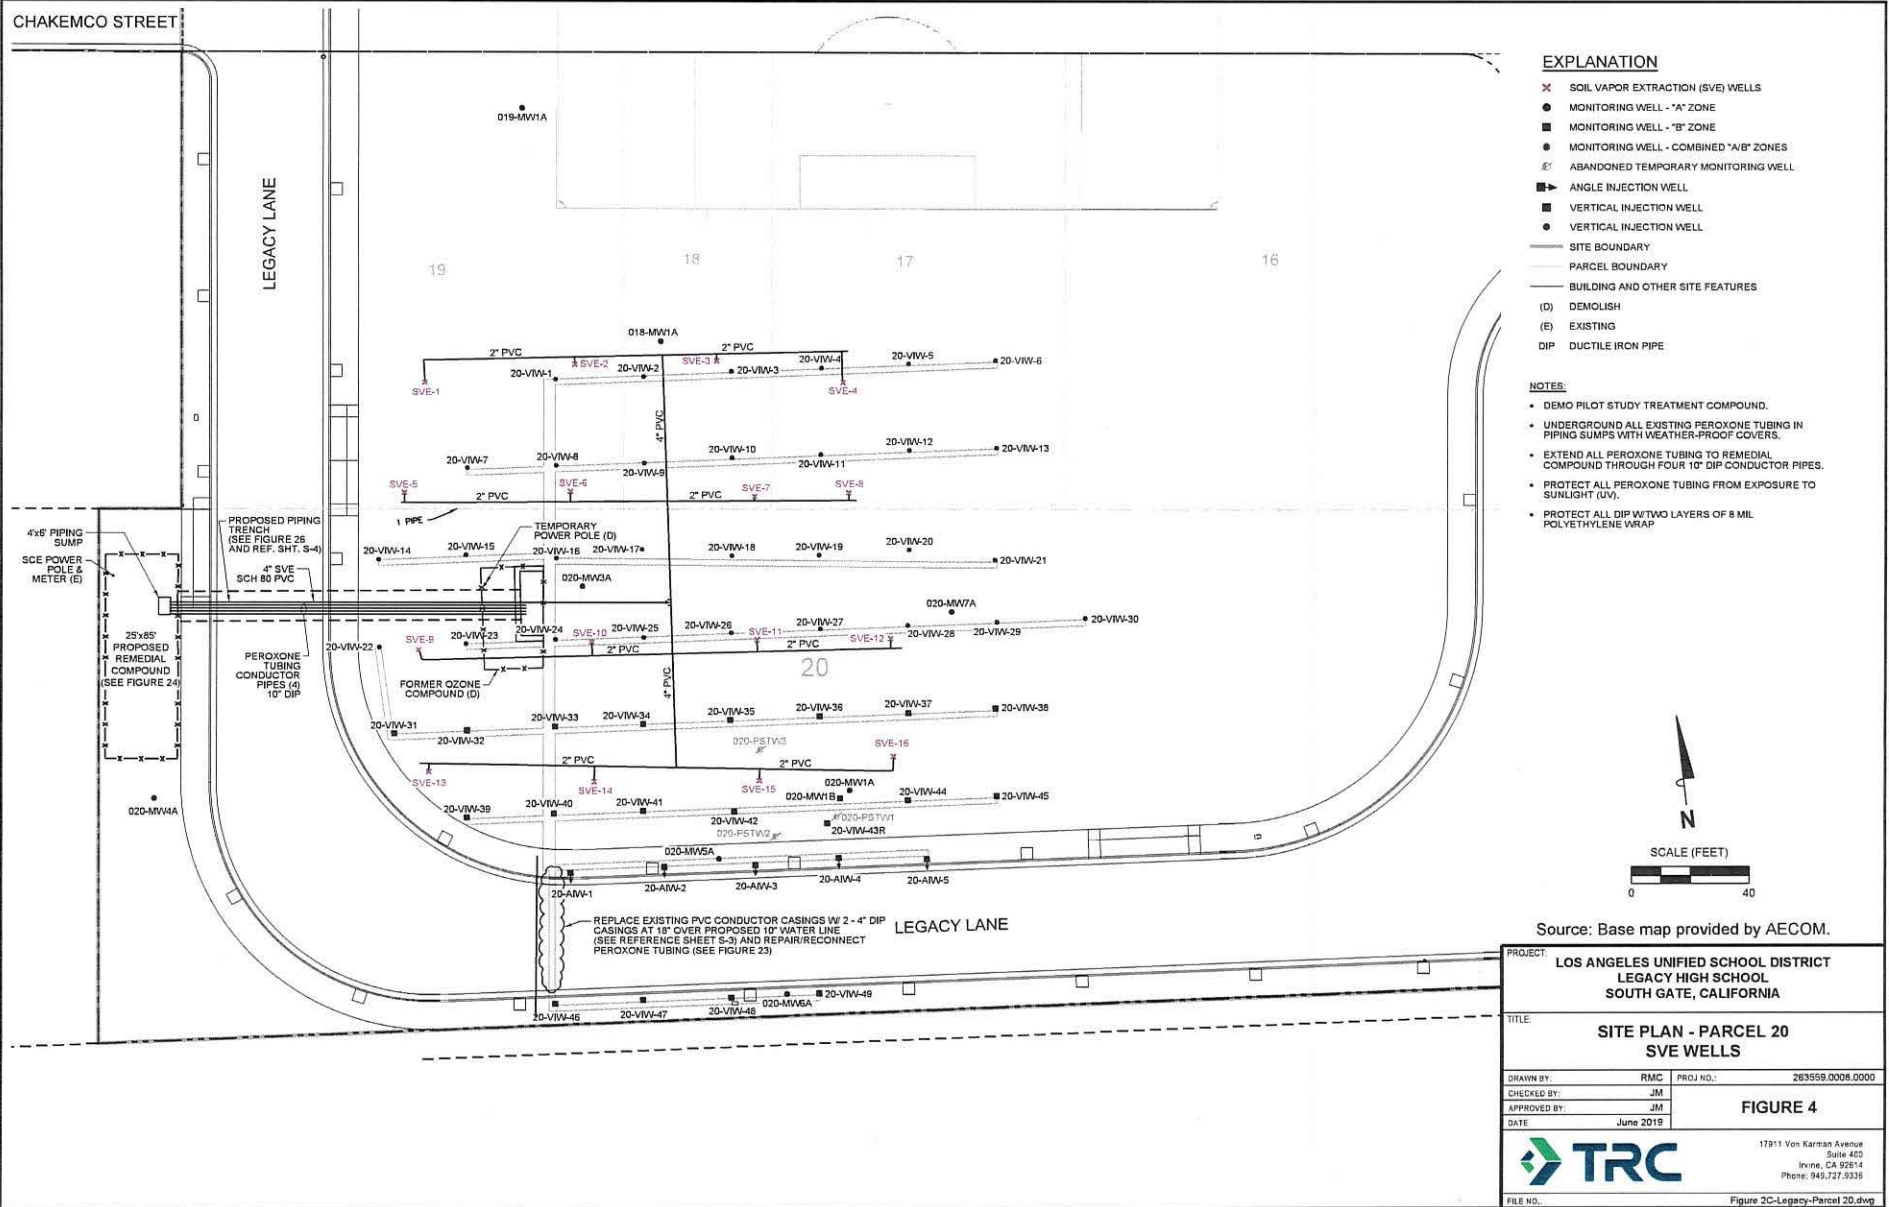 CHAKEMCO STREET
LEGACY LANE
019-MW1A
19
18
17
16
018-MW1A
2" PVC
2" PVC
SVE-1
SVE-2
SVE-3
SVE-4
20-VIW-1
20-VIW-2
20-VIW-3
20-VIW-4
20-VIW-5
20-VIW-6
4" PVC
20-VIW-7
20-VIW-8
20-VIW-9
20-VIW-10
20-VIW-11
20-VIW-12
20-VIW-13
SVE-5
SVE-6
SVE-7
SVE-8
2" PVC
2" PVC
1 PIPE
4'x6' PIPING
SUMP
SCE POWER
POLE &
METER (E)
PROPOSED PIPING
TRENCH
(SEE FIGURE 26
AND REF. SHT. S-4)
4" SVE
SCH 80 PVC
TEMPORARY
POWER POLE (D)
20-VIW-14
20-VIW-15
20-VIW-16
20-VIW-17
20-VIW-18
20-VIW-19
20-VIW-20
20-VIW-21
020-MW3A
020-MW7A
25'x85'
PROPOSED
REMEDIAL
COMPOUND
(SEE FIGURE 24)
PEROXONE
TUBING
CONDUCTOR
PIPES (4)
10" DIP
FORMER OZONE
COMPOUND (D)
20-VIW-22
20-VIW-23
20-VIW-24
20-VIW-25
20-VIW-26
20-VIW-27
20-VIW-28
20-VIW-29
20-VIW-30
SVE-9
SVE-10
SVE-11
SVE-12
2" PVC
2" PVC
20
4" PVC
20-VIW-31
20-VIW-32
20-VIW-33
20-VIW-34
20-VIW-35
20-VIW-36
20-VIW-37
20-VIW-38
020-PSTW3
SVE-13
SVE-14
SVE-15
SVE-16
2" PVC
2" PVC
020-MW4A
020-MW1A
020-MW1B
20-VIW-39
20-VIW-40
20-VIW-41
20-VIW-42
20-VIW-43R
20-VIW-44
20-VIW-45
020-PSTW1
020-PSTW2
020-MW5A
20-AIW-1
20-AIW-2
20-AIW-3
20-AIW-4
20-AIW-5
REPLACE EXISTING PVC CONDUCTOR CASINGS W/ 2 - 4" DIP
CASINGS AT 18" OVER PROPOSED 10" WATER LINE
(SEE REFERENCE SHEET S-3) AND REPAIR/RECONNECT
PEROXONE TUBING (SEE FIGURE 23)
LEGACY LANE
20-VIW-46
20-VIW-47
20-VIW-48
020-MW6A
20-VIW-49
EXPLANATION
SOIL VAPOR EXTRACTION (SVE) WELLS
MONITORING WELL - "A" ZONE
MONITORING WELL - "B" ZONE
MONITORING WELL - COMBINED "A/B" ZONES
ABANDONED TEMPORARY MONITORING WELL
ANGLE INJECTION WELL
VERTICAL INJECTION WELL
VERTICAL INJECTION WELL
SITE BOUNDARY
PARCEL BOUNDARY
BUILDING AND OTHER SITE FEATURES
(D) DEMOLISH
(E) EXISTING
DIP DUCTILE IRON PIPE
NOTES:
• DEMO PILOT STUDY TREATMENT COMPOUND.
• UNDERGROUND ALL EXISTING PEROXONE TUBING IN
PIPING SUMPS WITH WEATHER-PROOF COVERS.
• EXTEND ALL PEROXONE TUBING TO REMEDIAL
COMPOUND THROUGH FOUR 10" DIP CONDUCTOR PIPES.
• PROTECT ALL PEROXONE TUBING FROM EXPOSURE TO
SUNLIGHT (UV).
• PROTECT ALL DIP W/TWO LAYERS OF 8 MIL
POLYETHYLENE WRAP
N
SCALE (FEET)
0 40
Source: Base map provided by AECOM.
PROJECT:
LOS ANGELES UNIFIED SCHOOL DISTRICT
LEGACY HIGH SCHOOL
SOUTH GATE, CALIFORNIA
TITLE:
SITE PLAN - PARCEL 20
SVE WELLS
DRAWN BY: RMC PROJ NO.: 263559.0008.0000
CHECKED BY: JM
APPROVED BY: JM
DATE June 2019
FIGURE 4
TRC
17911 Von Karman Avenue
Suite 400
Irvine, CA 92614
Phone: 949.727.9336
FILE NO.. Figure 2C-Legacy-Parcel 20.dwg